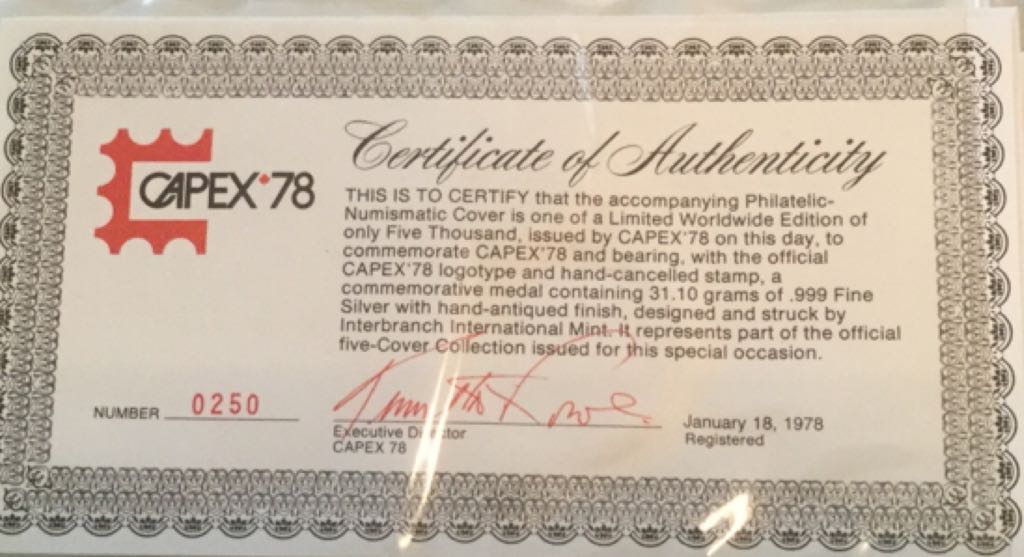 Certificate of Authenticity
CAPEX'78
THIS IS TO CERTIFY that the accompanying Philatelic-
Numismatic Cover is one of a Limited Worldwide Edition of
only Five Thousand, issued by CAPEX'78 on this day, to
commemorate CAPEX'78 and bearing, with the official
CAPEX'78 logotype and hand-cancelled stamp, a
commemorative medal containing 31.10 grams of .999 Fine
Silver with hand-antiqued finish, designed and struck by
Interbranch International Mint. It represents part of the official
five-Cover Collection issued for this special occasion.
NUMBER 0250
Executive Director
CAPEX 78
January 18, 1978
Registered